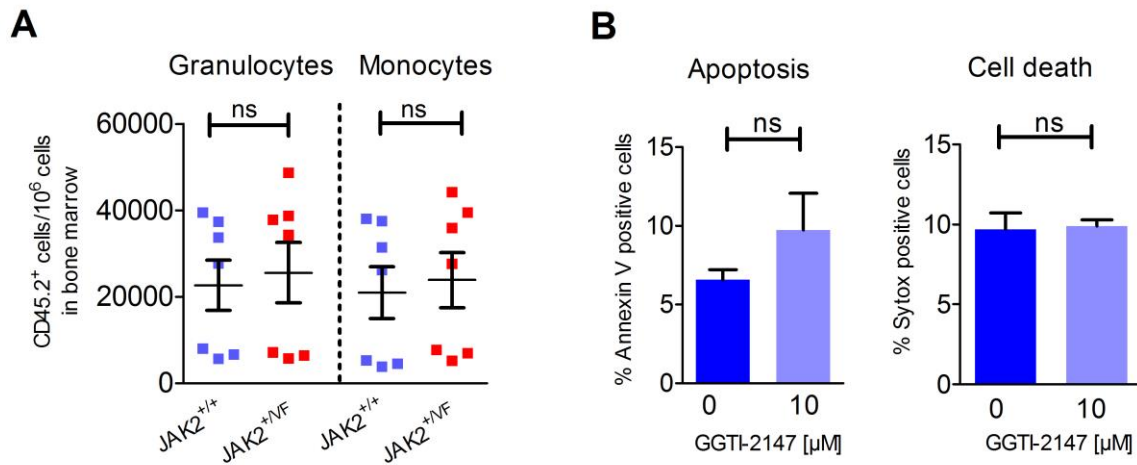 A
Granulocytes Monocytes
ns ns
60000
40000
20000
0
CD45.2⁺ cells/10⁶ cells
in bone marrow
JAK2⁺/⁺ JAK2⁺/ⱽᶠ JAK2⁺/⁺ JAK2⁺/ⱽᶠ
B
Apoptosis
ns
15
10
5
0
% Annexin V positive cells
0 10
GGTI-2147 [µM]
Cell death
ns
15
10
5
0
% Sytox positive cells
0 10
GGTI-2147 [µM]